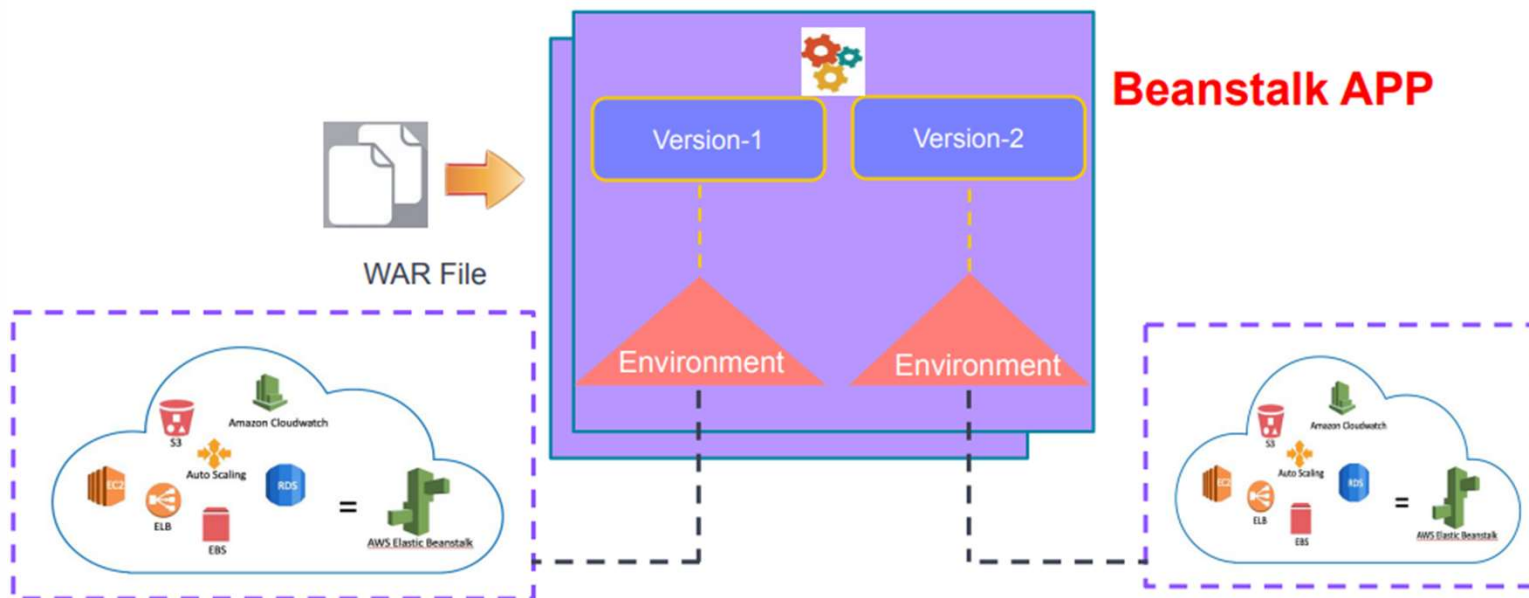 Beanstalk APP
Version-1
Version-2
WAR File
Environment
Environment
Amazon Cloudwatch
S3
Auto Scaling
EC2
RDS
ELB
=
EBS
AWS Elastic Beanstalk
Amazon Cloudwatch
S3
Auto Scaling
EC2
RDS
ELB
=
EBS
AWS Elastic Beanstalk